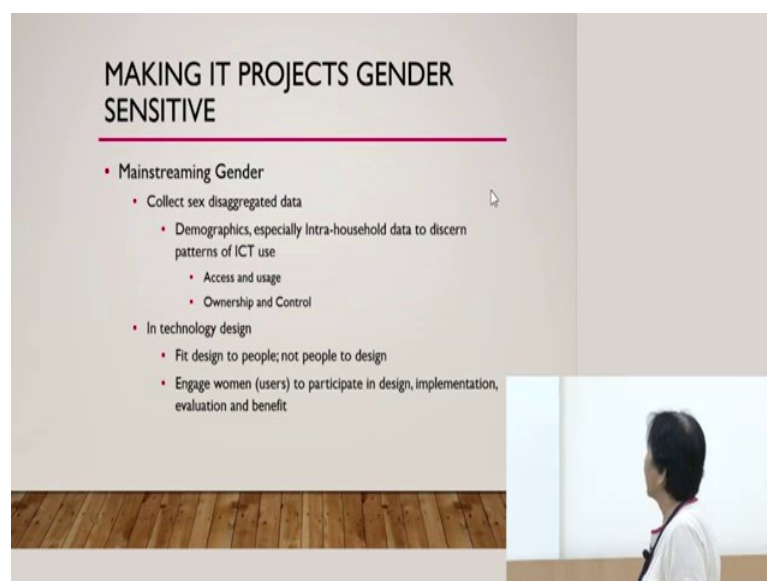 MAKING IT PROJECTS GENDER
SENSITIVE
• Mainstreaming Gender
• Collect sex disaggregated data
• Demographics, especially Intra-household data to discern
patterns of ICT use
• Access and usage
• Ownership and Control
• In technology design
• Fit design to people; not people to design
• Engage women (users) to participate in design, implementation,
evaluation and benefit